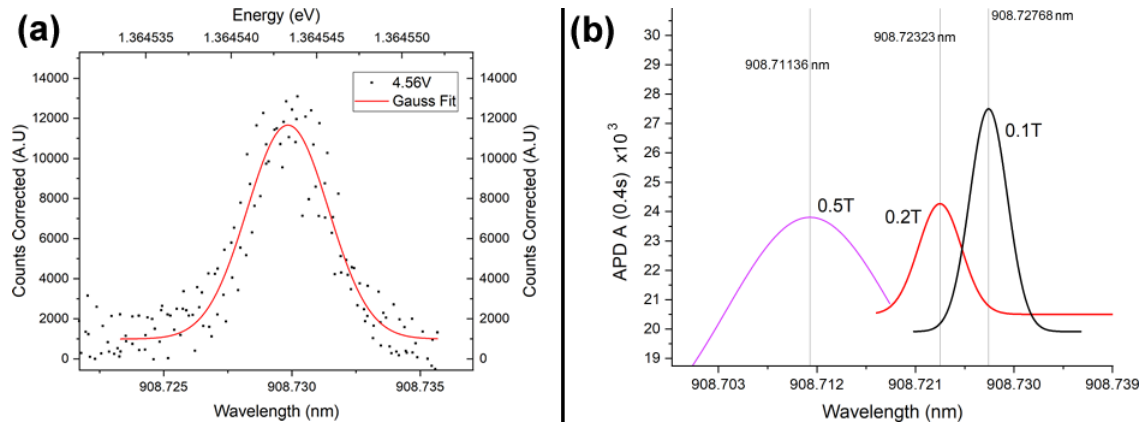 (a)
Energy (eV)
1.364535 1.364540 1.364545 1.364550
14000 14000
12000 12000
10000 10000
8000 8000
6000 6000
4000 4000
2000 2000
0 0
Counts Corrected (A.U)
Counts Corrected (A.U)
4.56V
Gauss Fit
908.725 908.730 908.735
Wavelength (nm)
(b)
908.72768 nm
908.72323 nm
908.71136 nm
30
29
28
27
26
25
24
23
22
21
20
19
APD A (0.4s) x10³
0.1T
0.2T
0.5T
908.703 908.712 908.721 908.730 908.739
Wavelength (nm)